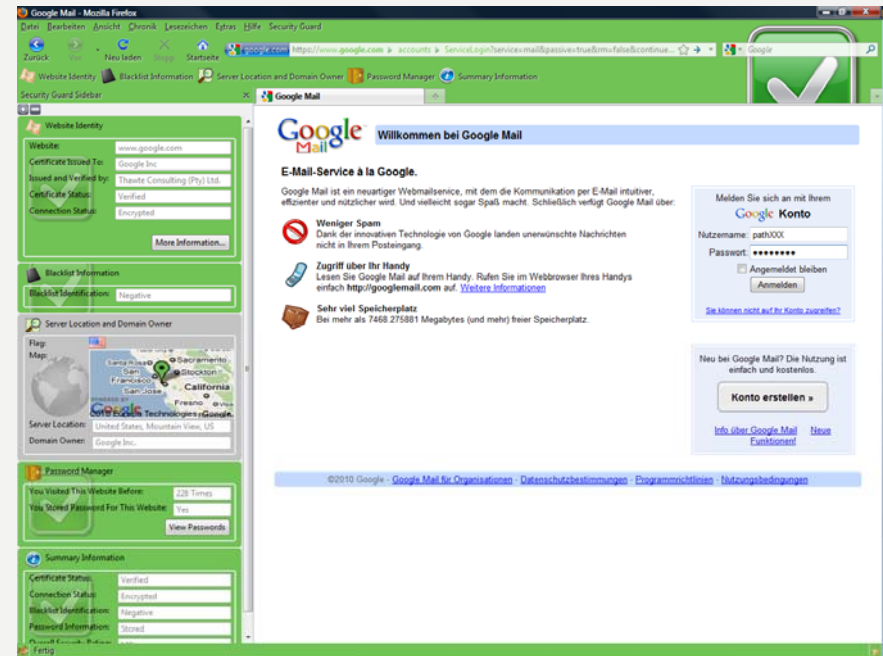 Google Mail - Mozilla Firefox
Datei Bearbeiten Ansicht Chronik Lesezeichen Extras Hilfe Security Guard
Zurück Vor Neu laden Stopp Startseite google.com https://www.google.com ▸ accounts ▸ ServiceLogin?service=mail&passive=true&rm=false&continue... Google
Website Identity Blacklist Information Server Location and Domain Owner Password Manager Summary Information
Security Guard Sidebar
Google Mail
Website Identity
Website: www.google.com
Certificate Issued To: Google Inc
Issued and Verified by: Thawte Consulting (Pty) Ltd.
Certificate Status: Verified
Connection Status: Encrypted
More Information...
Blacklist Information
Blacklist Identification: Negative
Server Location and Domain Owner
Flag:
Map:
Santa Rosa Sacramento
San Francisco Stockton
San Jose California
Fresno
POWERED BY
Google Technologies
Server Location: United States, Mountain View, US
Domain Owner: Google Inc..
Password Manager
You Visited This Website Before: 228 Times
You Stored Password For This Website: Yes
View Passwords
Summary Information
Certificate Status: Verified
Connection Status: Encrypted
Blacklist Identification: Negative
Password Information: Stored
Fertig
Google Mail
Willkommen bei Google Mail
E-Mail-Service à la Google.
Google Mail ist ein neuartiger Webmailservice, mit dem die Kommunikation per E-Mail intuitiver,
effizienter und nützlicher wird. Und vielleicht sogar Spaß macht. Schließlich verfügt Google Mail über:
Weniger Spam
Dank der innovativen Technologie von Google landen unerwünschte Nachrichten
nicht in Ihrem Posteingang.
Zugriff über Ihr Handy
Lesen Sie Google Mail auf Ihrem Handy. Rufen Sie im Webbrowser Ihres Handys
einfach http://googlemail.com auf. Weitere Informationen
Sehr viel Speicherplatz
Bei mehr als 7468.275881 Megabytes (und mehr) freier Speicherplatz.
Melden Sie sich an mit Ihrem
Google Konto
Nutzername: pathXXX
Passwort: ●●●●●●●●
Angemeldet bleiben
Anmelden
Sie können nicht auf Ihr Konto zugreifen?
Neu bei Google Mail? Die Nutzung ist
einfach und kostenlos.
Konto erstellen »
Info über Google Mail Neue
Funktionen!
©2010 Google - Google Mail für Organisationen - Datenschutzbestimmungen - Programmrichtlinien - Nutzungsbedingungen